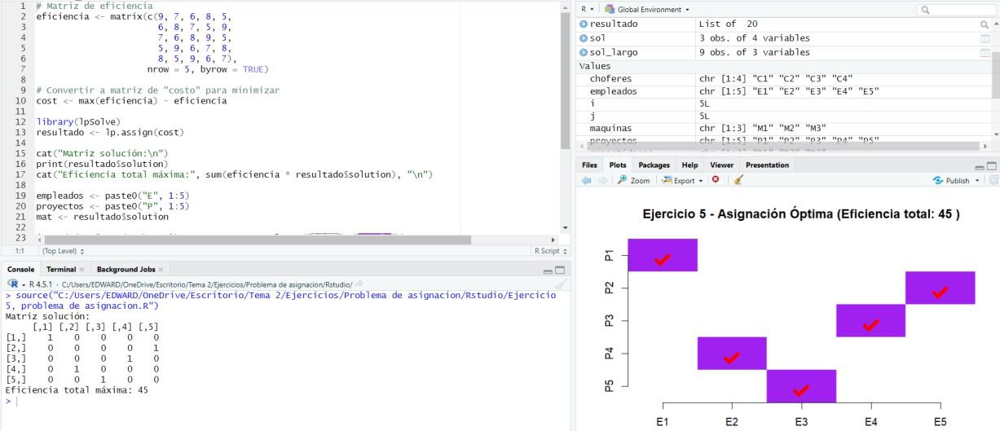 1 # Matriz de eficiencia
2 eficiencia <- matrix(c(9, 7, 6, 8, 5,
3 6, 8, 7, 5, 9,
4 7, 6, 8, 9, 5,
5 5, 9, 6, 7, 8,
6 8, 5, 9, 6, 7),
7 nrow = 5, byrow = TRUE)
8
9 # Convertir a matriz de "costo" para minimizar
10 cost <- max(eficiencia) - eficiencia
11
12 library(lpSolve)
13 resultado <- lp.assign(cost)
14
15 cat("Matriz solución:\n")
16 print(resultado$solution)
17 cat("Eficiencia total máxima:", sum(eficiencia * resultado$solution), "\n")
18
19 empleados <- paste0("E", 1:5)
20 proyectos <- paste0("P", 1:5)
21 mat <- resultado$solution
22
23
1:1 (Top Level) R Script
Console Terminal Background Jobs
R 4.5.1 · C:/Users/EDWARD/OneDrive/Escritorio/Tema 2/Ejercicios/Problema de asignacion/Rstudio/
> source("C:/Users/EDWARD/OneDrive/Escritorio/Tema 2/Ejercicios/Problema de asignacion/Rstudio/Ejercicio
5, problema de asignacion.R")
Matriz solución:
[,1] [,2] [,3] [,4] [,5]
[1,] 1 0 0 0 0
[2,] 0 0 0 0 1
[3,] 0 0 0 1 0
[4,] 0 1 0 0 0
[5,] 0 0 1 0 0
Eficiencia total máxima: 45
>
R Global Environment
resultado List of 20
sol 3 obs. of 4 variables
sol_largo 9 obs. of 3 variables
Values
choferes chr [1:4] "C1" "C2" "C3" "C4"
empleados chr [1:5] "E1" "E2" "E3" "E4" "E5"
i 5L
j 5L
maquinas chr [1:3] "M1" "M2" "M3"
proyectos chr [1:5] "P1" "P2" "P3" "P4" "P5"
Files Plots Packages Help Viewer Presentation
Zoom Export Publish
Ejercicio 5 - Asignación Óptima (Eficiencia total: 45 )
P1
P2
P3
P4
P5
E1 E2 E3 E4 E5